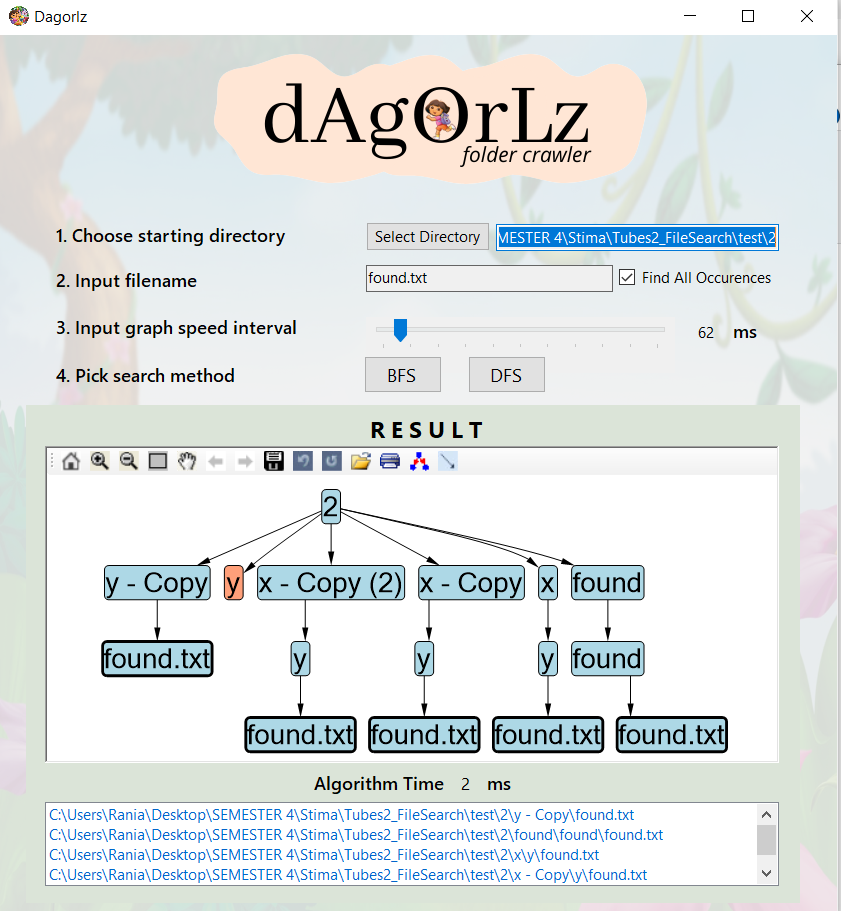 Dagorlz
dAgOrLz
folder crawler
1. Choose starting directory
Select Directory
MESTER 4\Stima\Tubes2_FileSearch\test\2
2. Input filename
found.txt
Find All Occurences
3. Input graph speed interval
62 ms
4. Pick search method
BFS
DFS
RESULT
2
y - Copy
y
x - Copy (2)
x - Copy
x
found
found.txt
y
y
y
found
found.txt
found.txt
found.txt
found.txt
Algorithm Time 2 ms
C:\Users\Rania\Desktop\SEMESTER 4\Stima\Tubes2_FileSearch\test\2\y - Copy\found.txt
C:\Users\Rania\Desktop\SEMESTER 4\Stima\Tubes2_FileSearch\test\2\found\found\found.txt
C:\Users\Rania\Desktop\SEMESTER 4\Stima\Tubes2_FileSearch\test\2\x\y\found.txt
C:\Users\Rania\Desktop\SEMESTER 4\Stima\Tubes2_FileSearch\test\2\x - Copy\y\found.txt